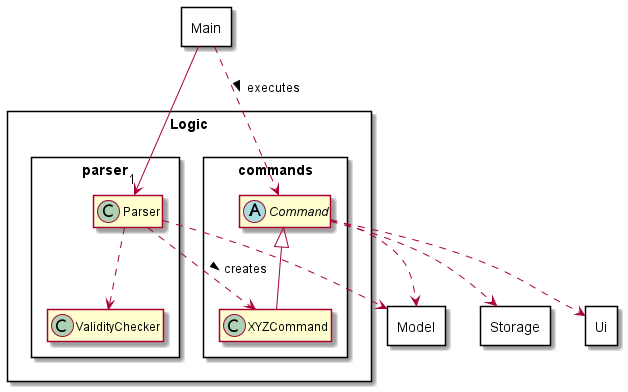 Main
executes
Logic
parser
commands
1
C Parser
A Command
creates
C ValidityChecker
C XYZCommand
Model
Storage
Ui